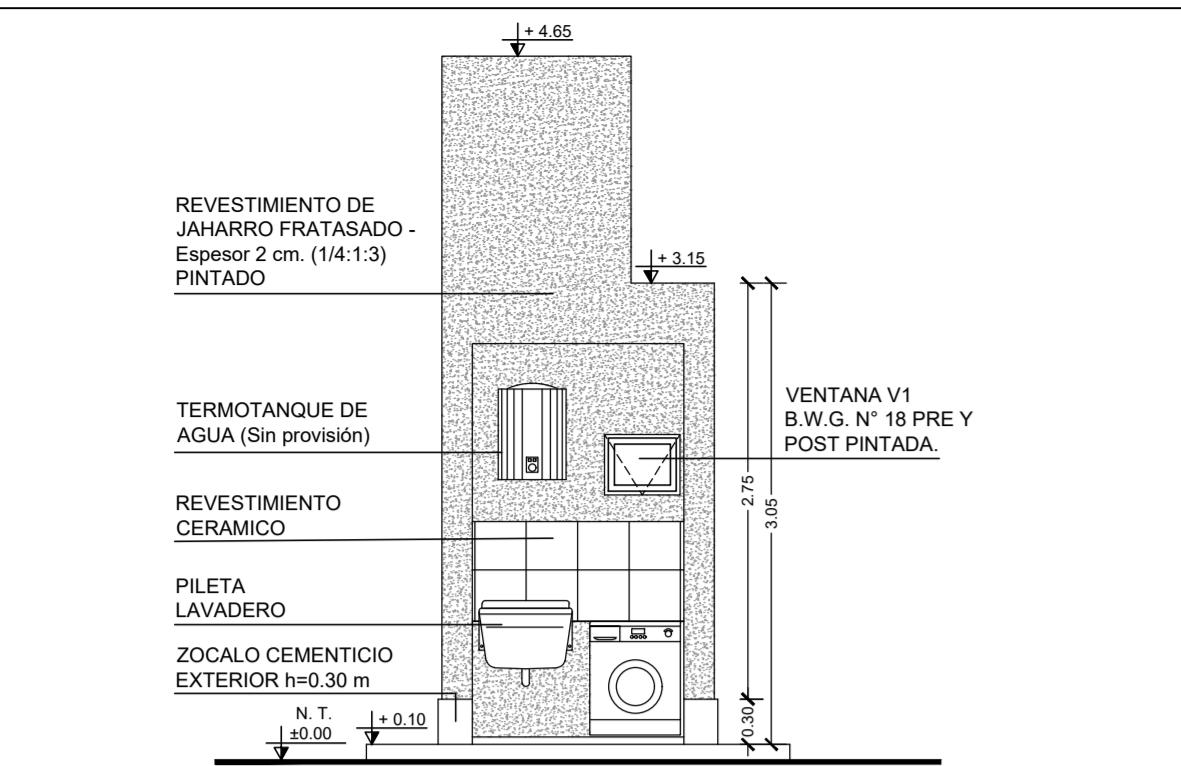 + 4.65
REVESTIMIENTO DE
JAHARRO FRATASADO -
Espesor 2 cm. (1/4:1:3)
PINTADO
+ 3.15
TERMOTANQUE DE
AGUA (Sin provisión)
VENTANA V1
B.W.G. N° 18 PRE Y
POST PINTADA.
2.75
3.05
REVESTIMIENTO
CERAMICO
PILETA
LAVADERO
ZOCALO CEMENTICIO
EXTERIOR h=0.30 m
0.30
N. T.
±0.00
+ 0.10